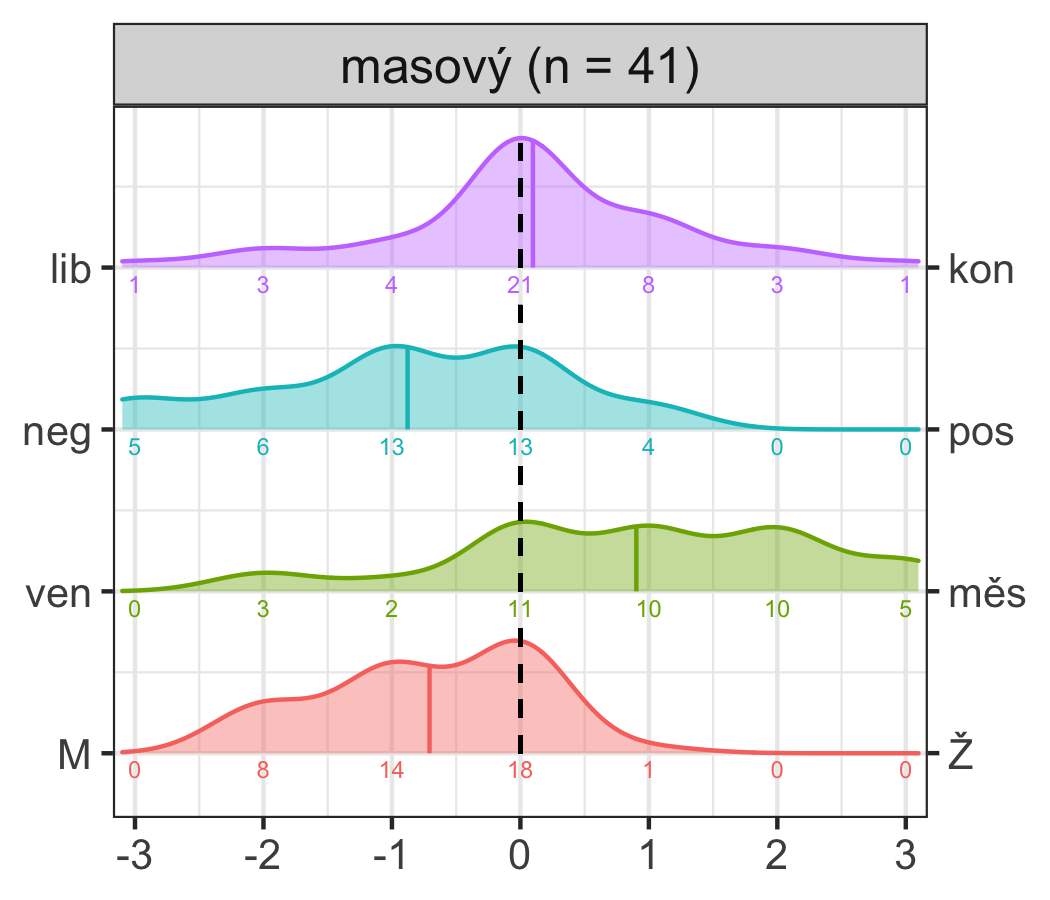 masový (n = 41)
lib kon
1 3 4 21 8 3 1
neg pos
5 6 13 13 4 0 0
ven měs
0 3 2 11 10 10 5
M Ž
0 8 14 18 1 0 0
-3 -2 -1 0 1 2 3